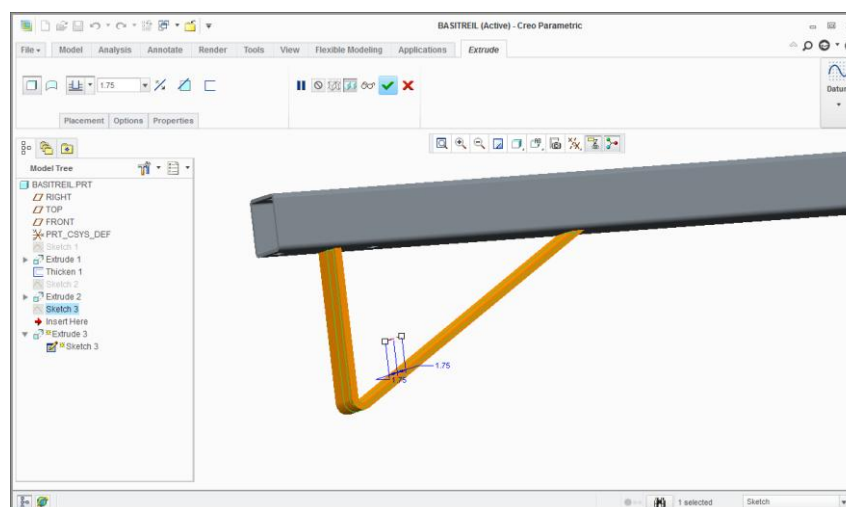 BASITREIL (Active) - Creo Parametric
File Model Analysis Annotate Render Tools View Flexible Modeling Applications Extrude
1.75
Datum
Placement Options Properties
Model Tree
BASITREIL.PRT
RIGHT
TOP
FRONT
PRT_CSYS_DEF
Sketch 1
Extrude 1
Thicken 1
Sketch 2
Extrude 2
Sketch 3
Insert Here
Extrude 3
Sketch 3
1.75
1.75
1 selected Sketch